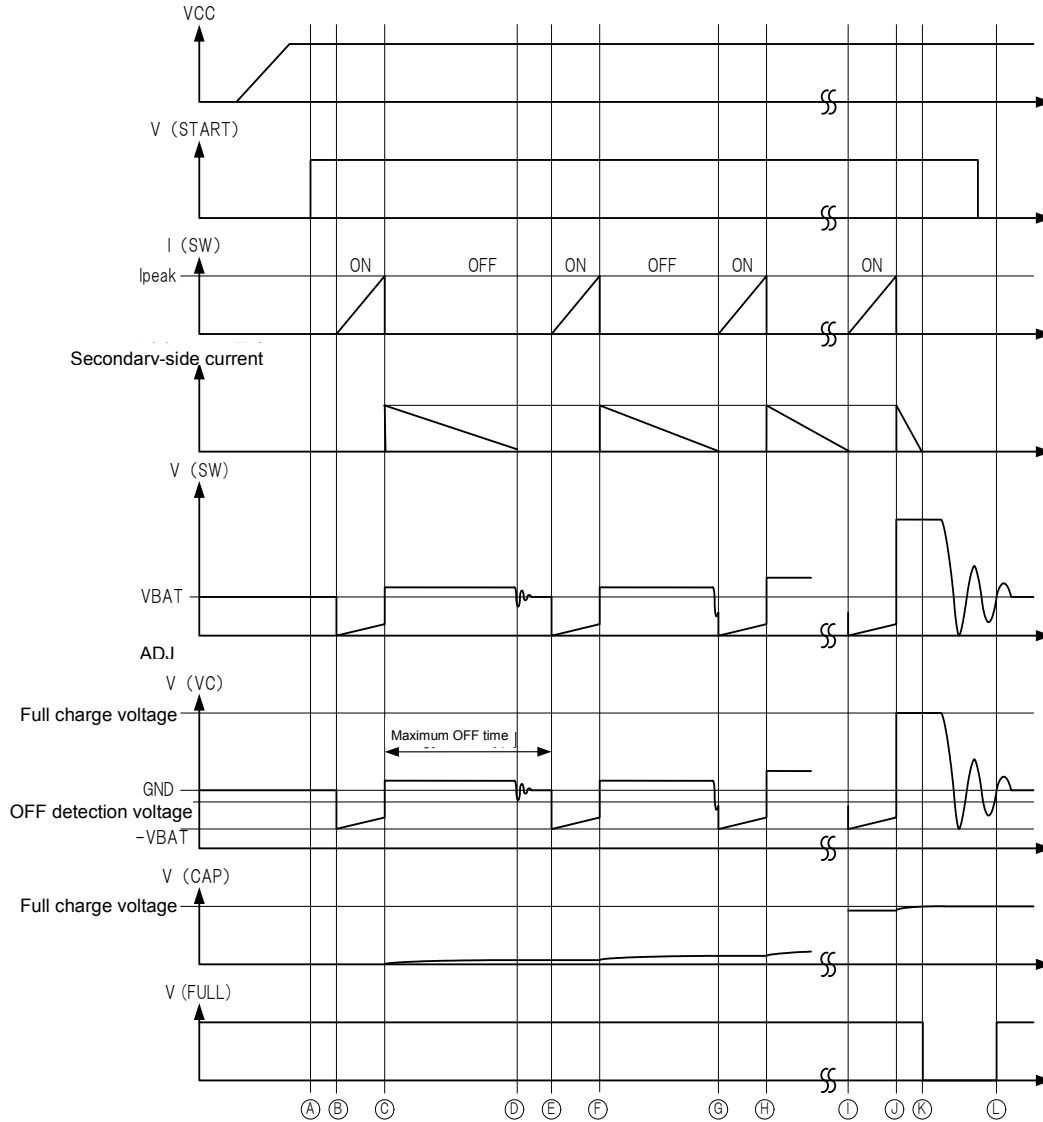 VCC
V (START)
I (SW)
Ipeak
ON OFF ON OFF ON ON
Secondary-side current
V (SW)
VBAT
ADJ
V (VC)
Full charge voltage
Maximum OFF time
GND
OFF detection voltage
-VBAT
V (CAP)
Full charge voltage
V (FULL)
Ⓐ Ⓑ Ⓒ Ⓓ Ⓔ Ⓕ Ⓖ Ⓗ Ⓘ Ⓙ Ⓚ Ⓛ